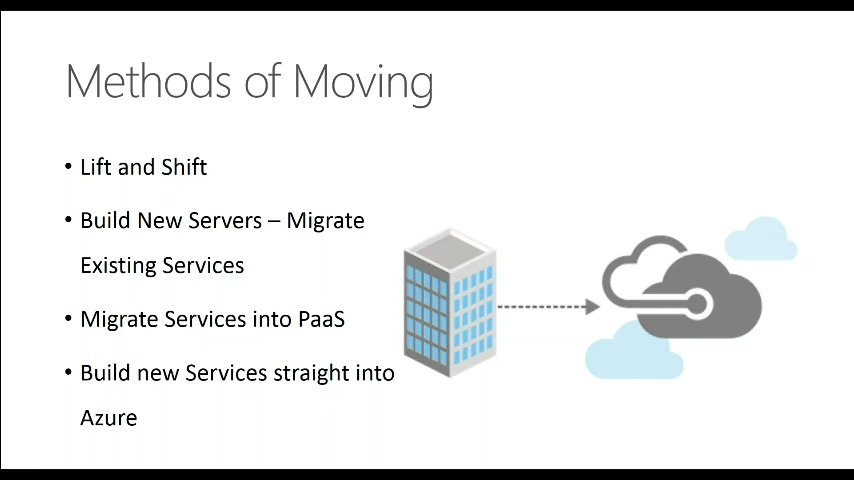 Methods of Moving
• Lift and Shift
• Build New Servers – Migrate
Existing Services
• Migrate Services into PaaS
• Build new Services straight into
Azure